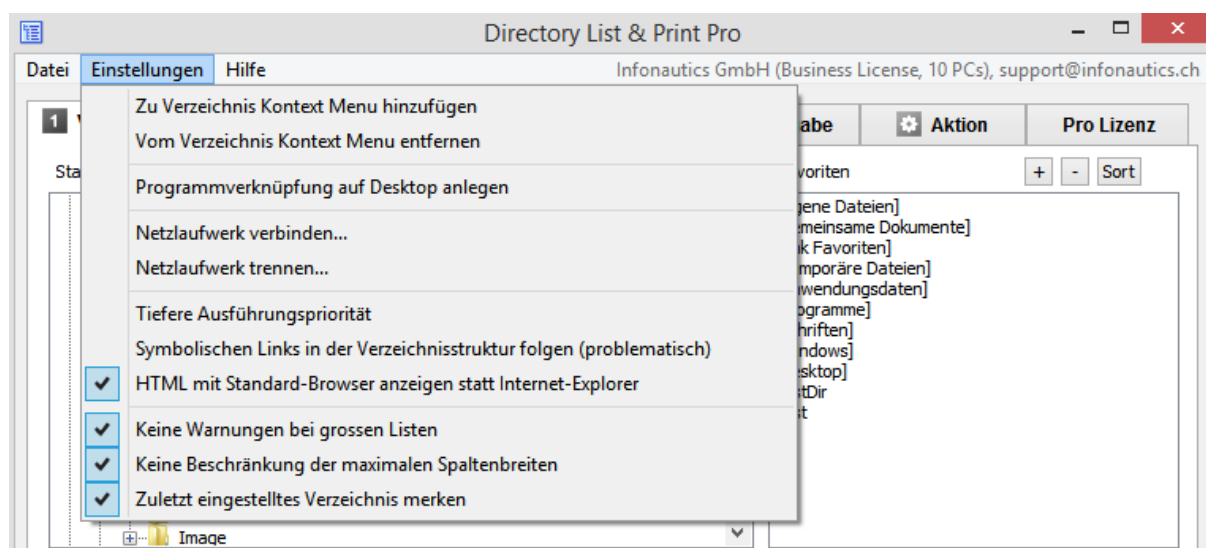 Directory List & Print Pro
Datei Einstellungen Hilfe Infonautics GmbH (Business License, 10 PCs), support@infonautics.ch
Zu Verzeichnis Kontext Menu hinzufügen
Vom Verzeichnis Kontext Menu entfernen
Programmverknüpfung auf Desktop anlegen
Netzlaufwerk verbinden...
Netzlaufwerk trennen...
Tiefere Ausführungspriorität
Symbolischen Links in der Verzeichnisstruktur folgen (problematisch)
HTML mit Standard-Browser anzeigen statt Internet-Explorer
Keine Warnungen bei grossen Listen
Keine Beschränkung der maximalen Spaltenbreiten
Zuletzt eingestelltes Verzeichnis merken
1
Sta
Image
abe Aktion Pro Lizenz
voriten + - Sort
gene Dateien]
meinsame Dokumente]
nk Favoriten]
mporäre Dateien]
wendungsdaten]
ogramme]
hriften]
ndows]
sktop]
stDir
st